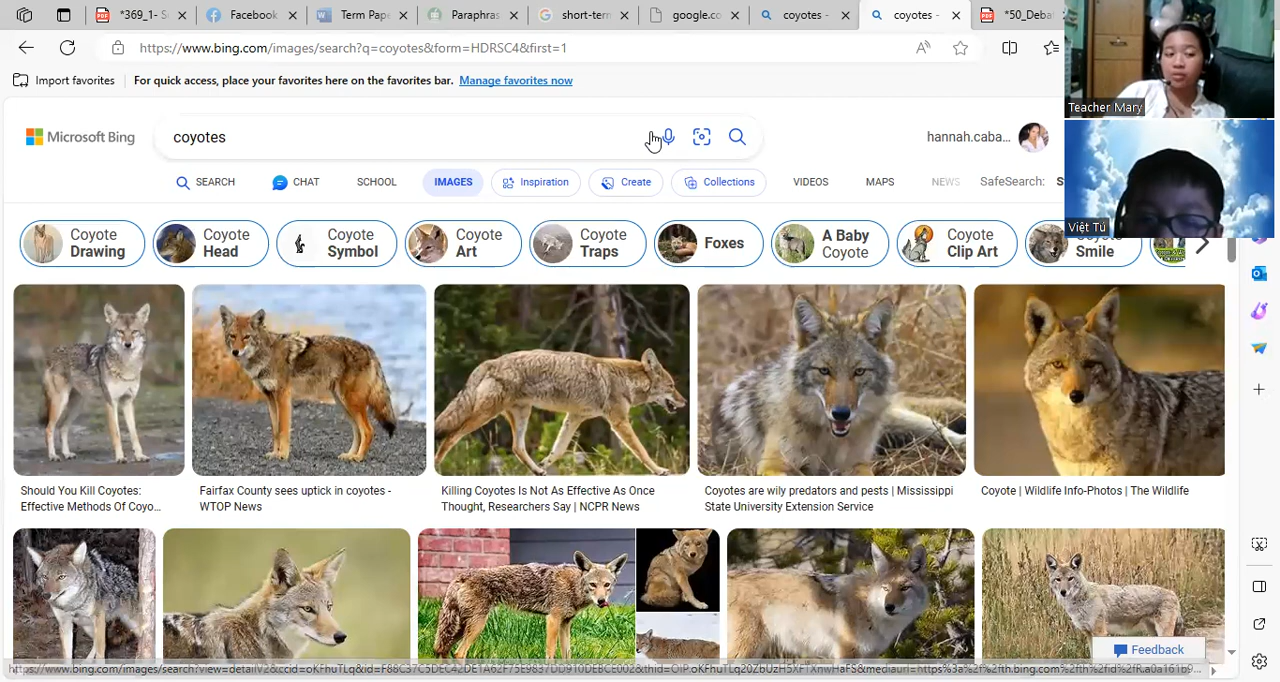 *369_1- S
Facebook
Term Pape
Paraphras
short-term
google.co
coyotes -
coyotes -
*50_Debat
https://www.bing.com/images/search?q=coyotes&form=HDRSC4&first=1
Import favorites
For quick access, place your favorites here on the favorites bar. Manage favorites now
Teacher Mary
Microsoft Bing
coyotes
hannah.caba...
SEARCH
CHAT
SCHOOL
IMAGES
Inspiration
Create
Collections
VIDEOS
MAPS
NEWS
SafeSearch:
Việt Tú
Coyote
Drawing
Coyote
Head
Coyote
Symbol
Coyote
Art
Coyote
Traps
Foxes
A Baby
Coyote
Coyote
Clip Art
Coyote
Smile
Should You Kill Coyotes:
Effective Methods Of Coyo...
Fairfax County sees uptick in coyotes -
WTOP News
Killing Coyotes Is Not As Effective As Once
Thought, Researchers Say | NCPR News
Coyotes are wily predators and pests | Mississippi
State University Extension Service
Coyote | Wildlife Info-Photos | The Wildlife
Feedback